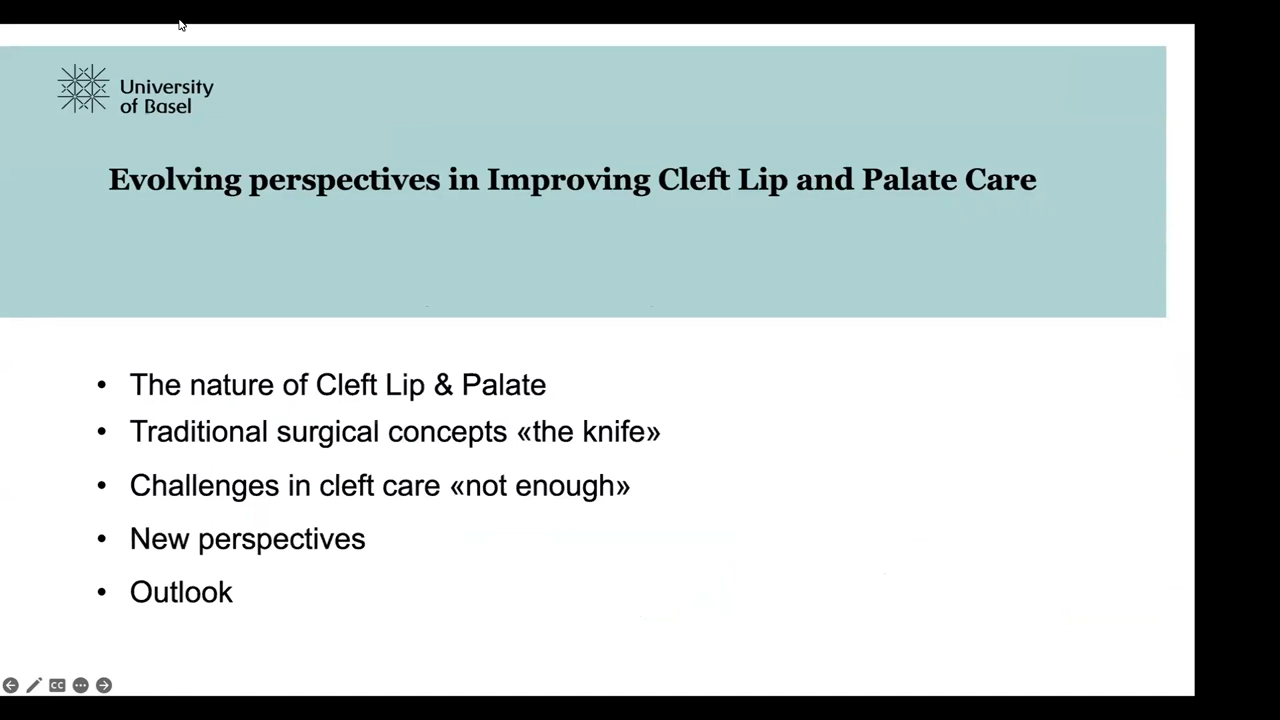 University
of Basel
Evolving perspectives in Improving Cleft Lip and Palate Care
• The nature of Cleft Lip & Palate
• Traditional surgical concepts «the knife»
• Challenges in cleft care «not enough»
• New perspectives
• Outlook
CC